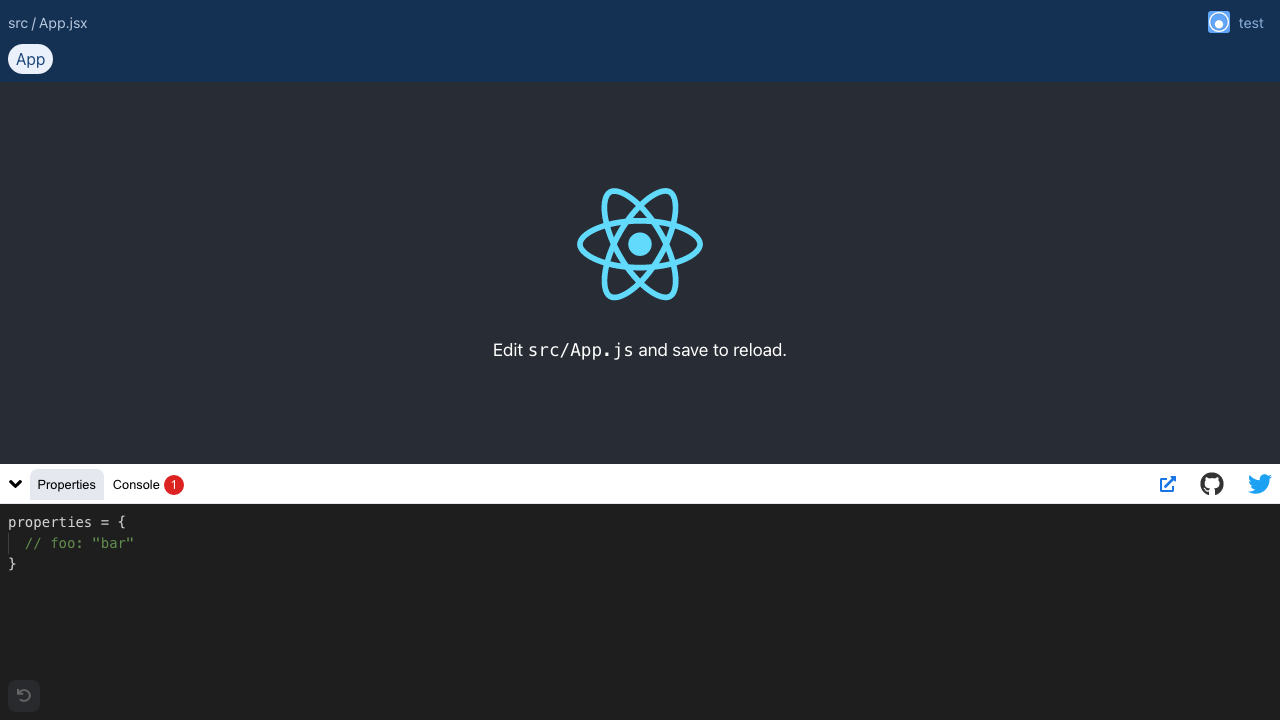 src / App.jsx
test
App
Edit src/App.js and save to reload.
Properties
Console 1
properties = {
// foo: "bar"
}